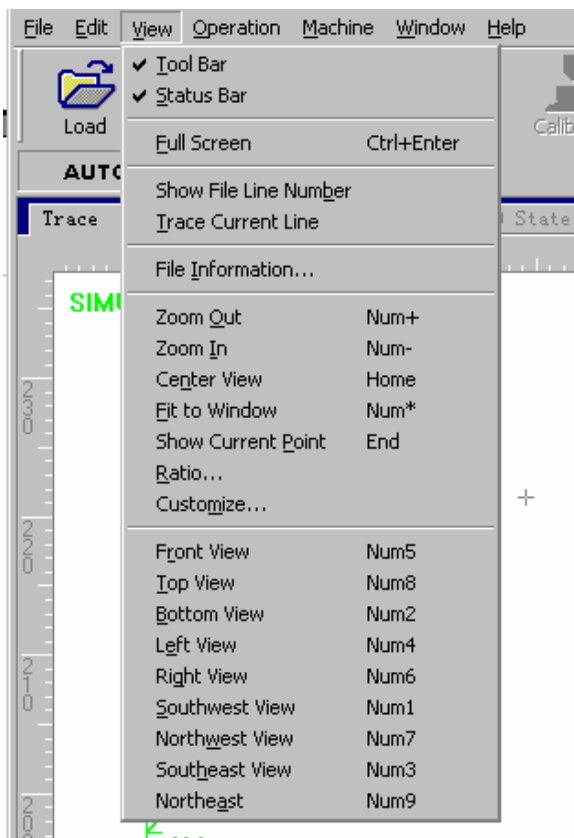 File Edit View Operation Machine Window Help
Tool Bar
Status Bar
Load
Full Screen Ctrl+Enter
Show File Line Number
Trace Current Line
Trace State
File Information...
Zoom Out Num+
Zoom In Num-
Center View Home
Fit to Window Num*
Show Current Point End
Ratio...
Customize...
Front View Num5
Top View Num8
Bottom View Num2
Left View Num4
Right View Num6
Southwest View Num1
Northwest View Num7
Southeast View Num3
Northeast Num9
230
220
210